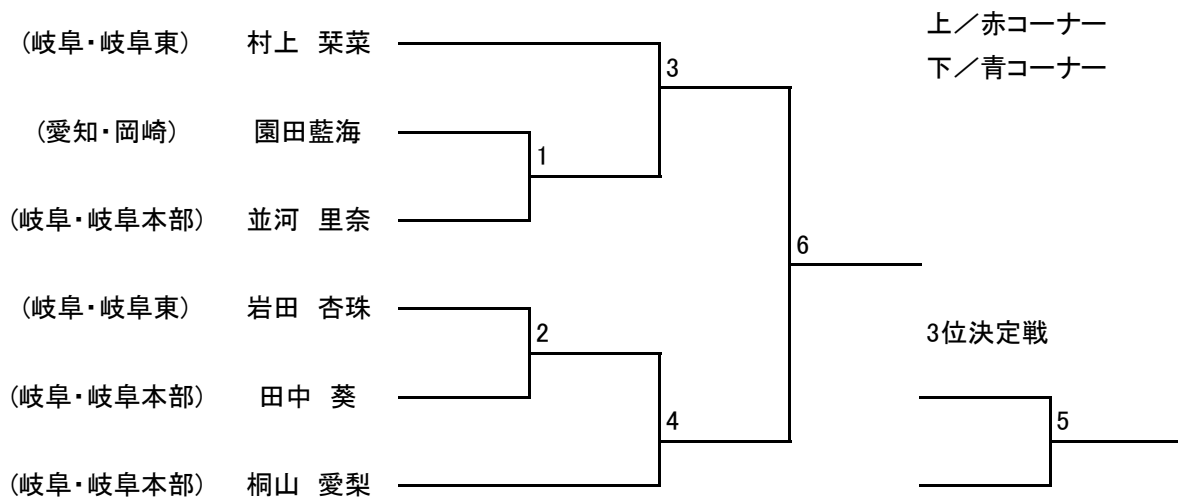 上／赤コーナー
(岐阜・岐阜東)　村上　栞菜
下／青コーナー
3
(愛知・岡崎)　園田藍海
1
(岐阜・岐阜本部)　並河　里奈
6
(岐阜・岐阜東)　岩田　杏珠
2
3位決定戦
(岐阜・岐阜本部)　田中　葵
4
5
(岐阜・岐阜本部)　桐山　愛梨